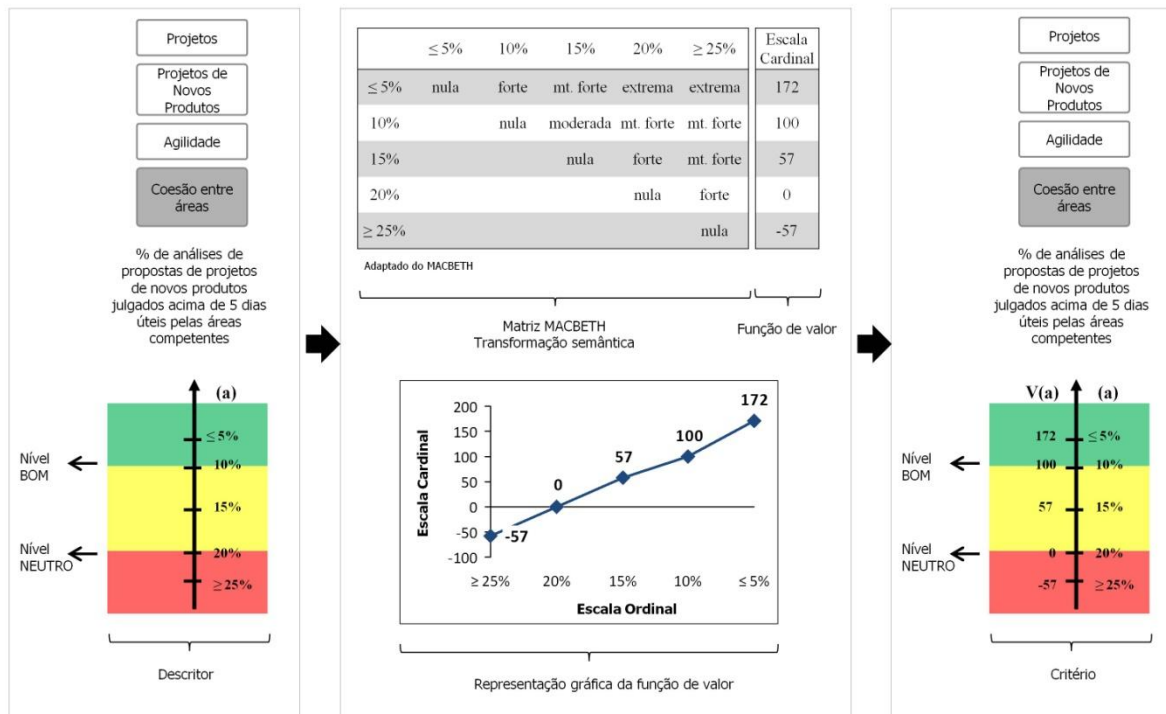 Projetos
Projetos de
Novos
Produtos
Agilidade
Coesão entre
áreas
% de análises de
propostas de projetos
de novos produtos
julgados acima de 5 dias
úteis pelas áreas
competentes
(a)
≤ 5%
Nível
BOM
10%
15%
Nível
NEUTRO
20%
≥ 25%
Descritor
≤ 5% 10% 15% 20% ≥ 25% Escala
Cardinal
≤ 5% nula forte mt. forte extrema extrema 172
10% nula moderada mt. forte mt. forte 100
15% nula forte mt. forte 57
20% nula forte 0
≥ 25% nula -57
Adaptado do MACBETH
Matriz MACBETH
Transformação semântica
Função de valor
Escala Cardinal
200
150
100
50
0
-50
-100
-57
0
57
100
172
≥ 25% 20% 15% 10% ≤ 5%
Escala Ordinal
Representação gráfica da função de valor
Projetos
Projetos de
Novos
Produtos
Agilidade
Coesão entre
áreas
% de análises de
propostas de projetos
de novos produtos
julgados acima de 5 dias
úteis pelas áreas
competentes
V(a) (a)
172 ≤ 5%
Nível
BOM
100 10%
57 15%
Nível
NEUTRO
0 20%
-57 ≥ 25%
Critério